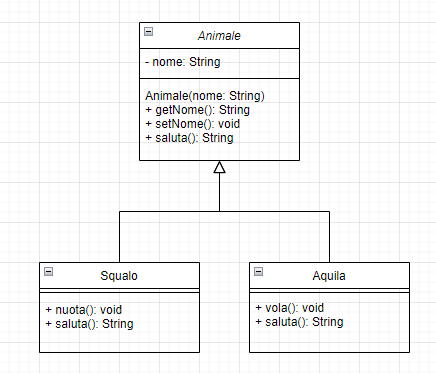 Animale
- nome: String
Animale(nome: String)
+ getNome(): String
+ setNome(): void
+ saluta(): String
Squalo
+ nuota(): void
+ saluta(): String
Aquila
+ vola(): void
+ saluta(): String